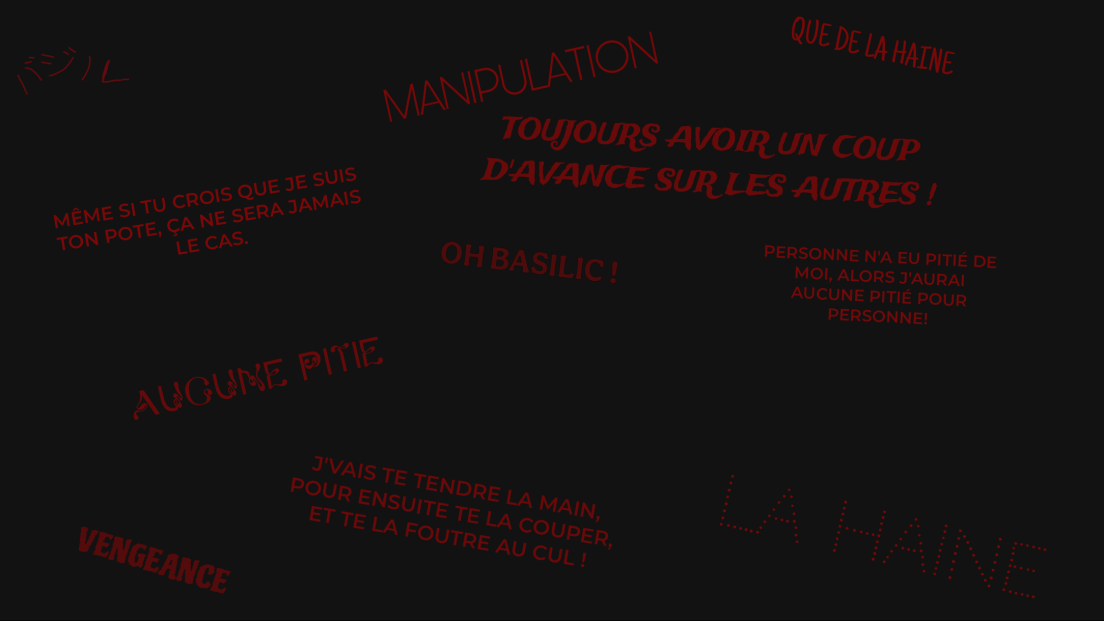 バジル
MANIPULATION
QUE DE LA HAINE
TOUJOURS AVOIR UN COUP
D'AVANCE SUR LES AUTRES !
MÊME SI TU CROIS QUE JE SUIS
TON POTE, ÇA NE SERA JAMAIS
LE CAS.
OH BASILIC !
PERSONNE N'A EU PITIÉ DE
MOI, ALORS J'AURAI
AUCUNE PITIÉ POUR
PERSONNE!
AUCUNE PITIE
J'VAIS TE TENDRE LA MAIN,
POUR ENSUITE TE LA COUPER,
ET TE LA FOUTRE AU CUL !
LA HAINE
VENGEANCE